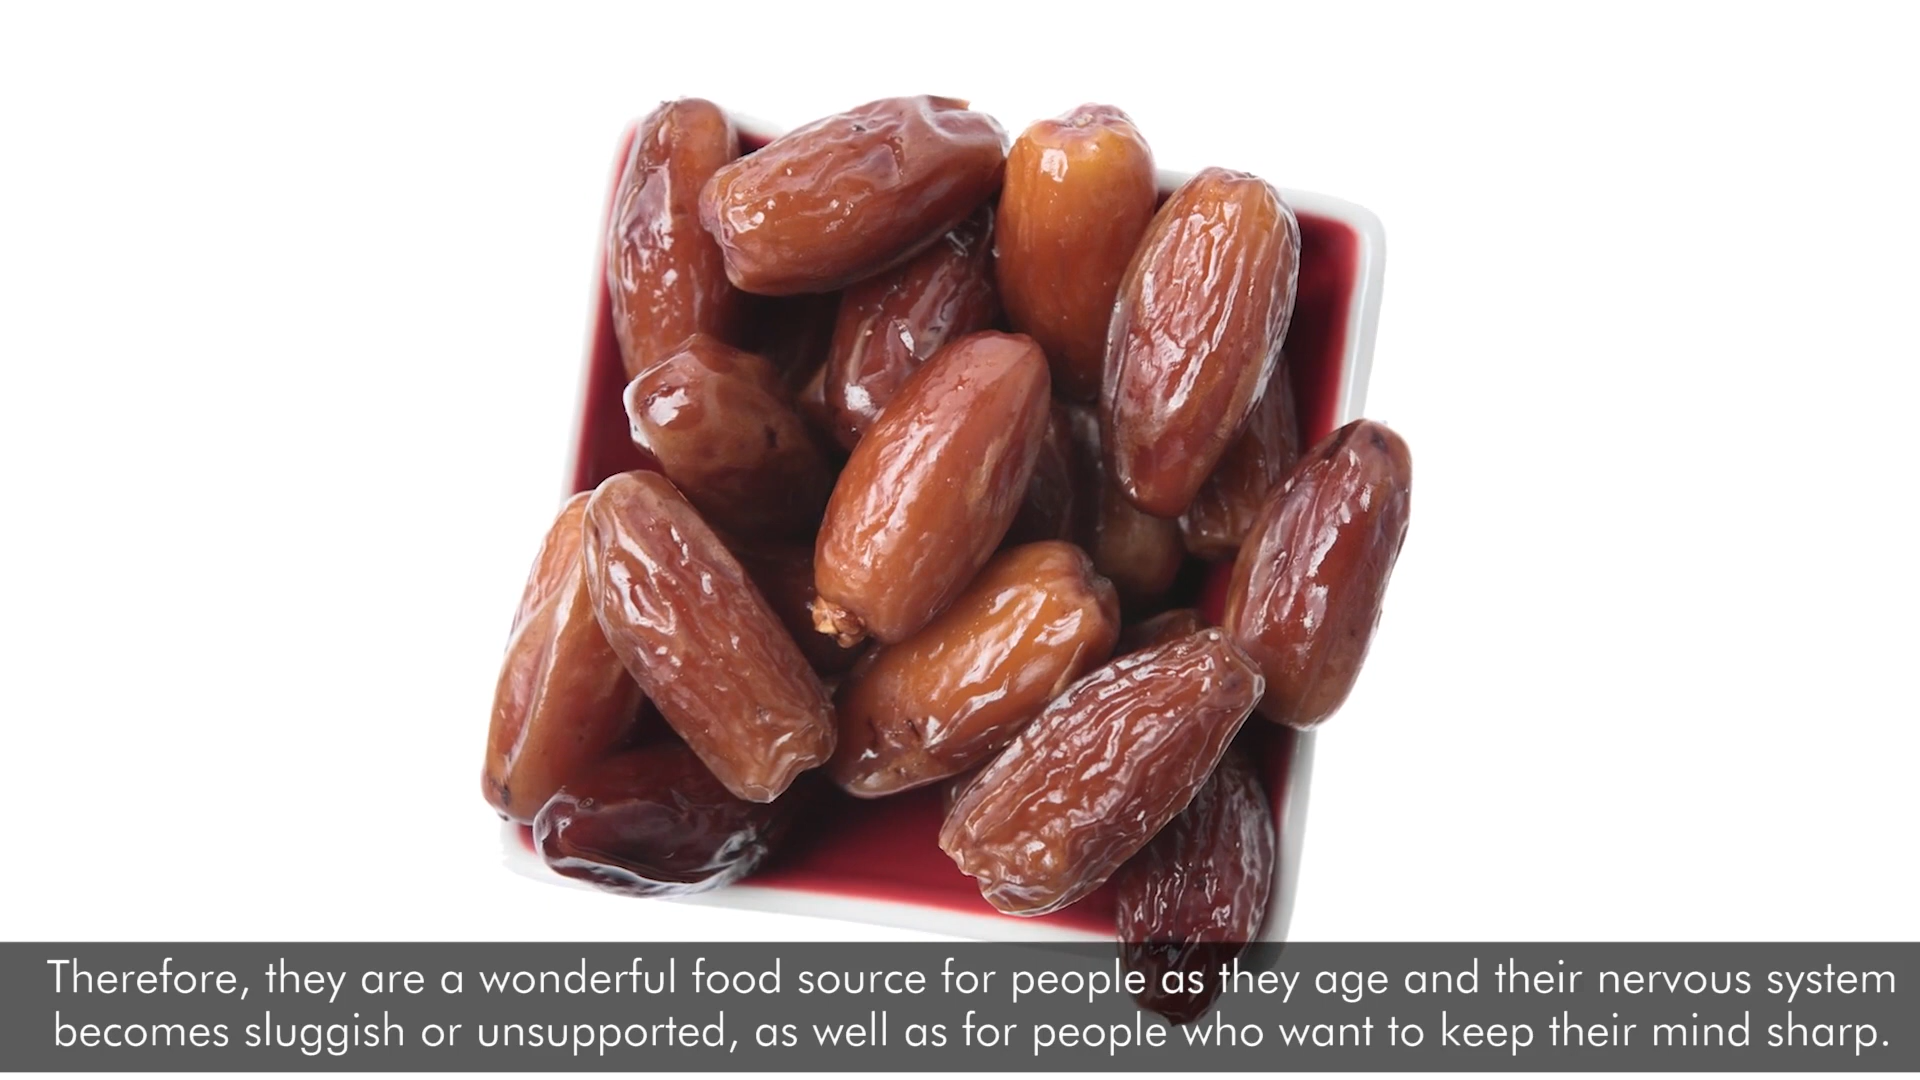 Therefore, they are a wonderful food source for people as they age and their nervous system
becomes sluggish or unsupported, as well as for people who want to keep their mind sharp.